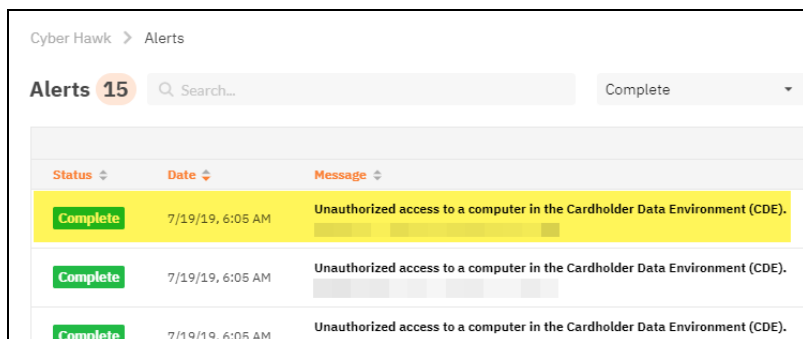 Cyber Hawk > Alerts
Alerts 15 Search... Complete
Status Date Message
Complete 7/19/19, 6:05 AM Unauthorized access to a computer in the Cardholder Data Environment (CDE).
Complete 7/19/19, 6:05 AM Unauthorized access to a computer in the Cardholder Data Environment (CDE).
Complete 7/19/19, 6:05 AM Unauthorized access to a computer in the Cardholder Data Environment (CDE).